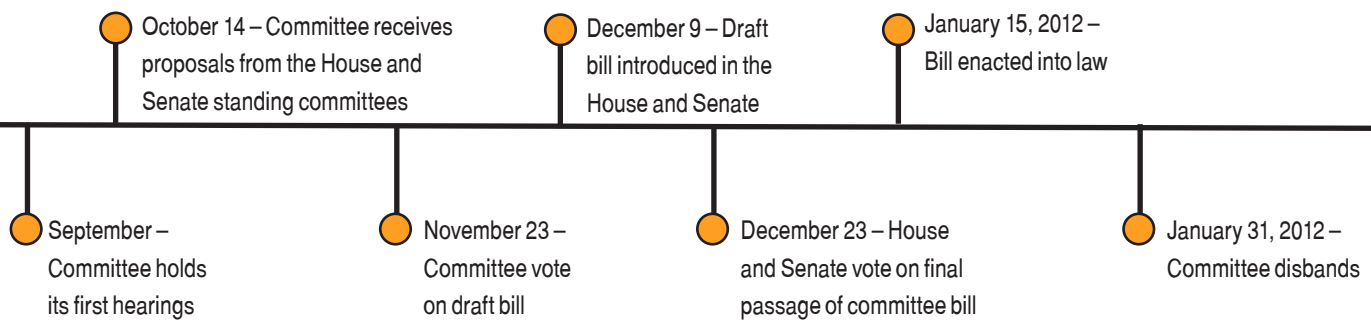 October 14 – Committee receives
proposals from the House and
Senate standing committees
December 9 – Draft
bill introduced in the
House and Senate
January 15, 2012 –
Bill enacted into law
September –
Committee holds
its first hearings
November 23 –
Committee vote
on draft bill
December 23 – House
and Senate vote on final
passage of committee bill
January 31, 2012 –
Committee disbands